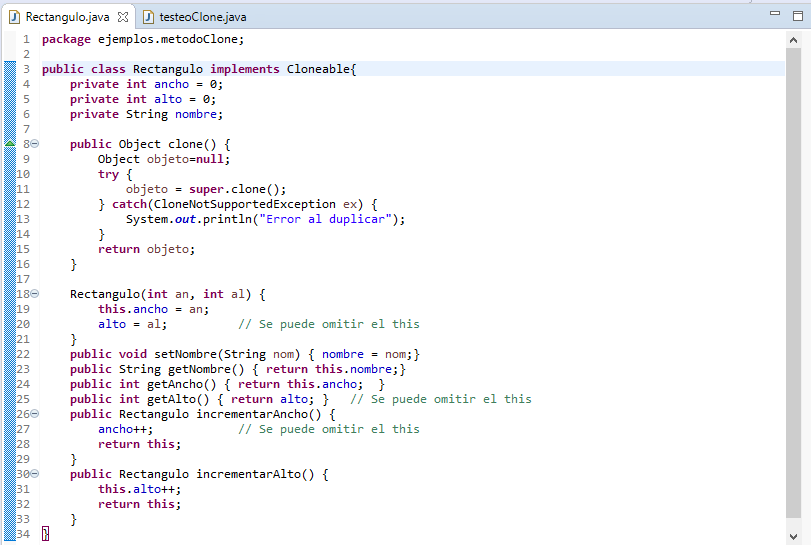 Rectangulo.java testeoClone.java
1 package ejemplos.metodoClone;
2
3 public class Rectangulo implements Cloneable{
4     private int ancho = 0;
5     private int alto = 0;
6     private String nombre;
7
8     public Object clone() {
9         Object objeto=null;
10         try {
11             objeto = super.clone();
12         } catch(CloneNotSupportedException ex) {
13             System.out.println("Error al duplicar");
14         }
15         return objeto;
16     }
17
18     Rectangulo(int an, int al) {
19         this.ancho = an;
20         alto = al;          // Se puede omitir el this
21     }
22     public void setNombre(String nom) { nombre = nom;}
23     public String getNombre() { return this.nombre;}
24     public int getAncho() { return this.ancho;  }
25     public int getAlto() { return alto; }   // Se puede omitir el this
26     public Rectangulo incrementarAncho() {
27         ancho++;            // Se puede omitir el this
28         return this;
29     }
30     public Rectangulo incrementarAlto() {
31         this.alto++;
32         return this;
33     }
34 }